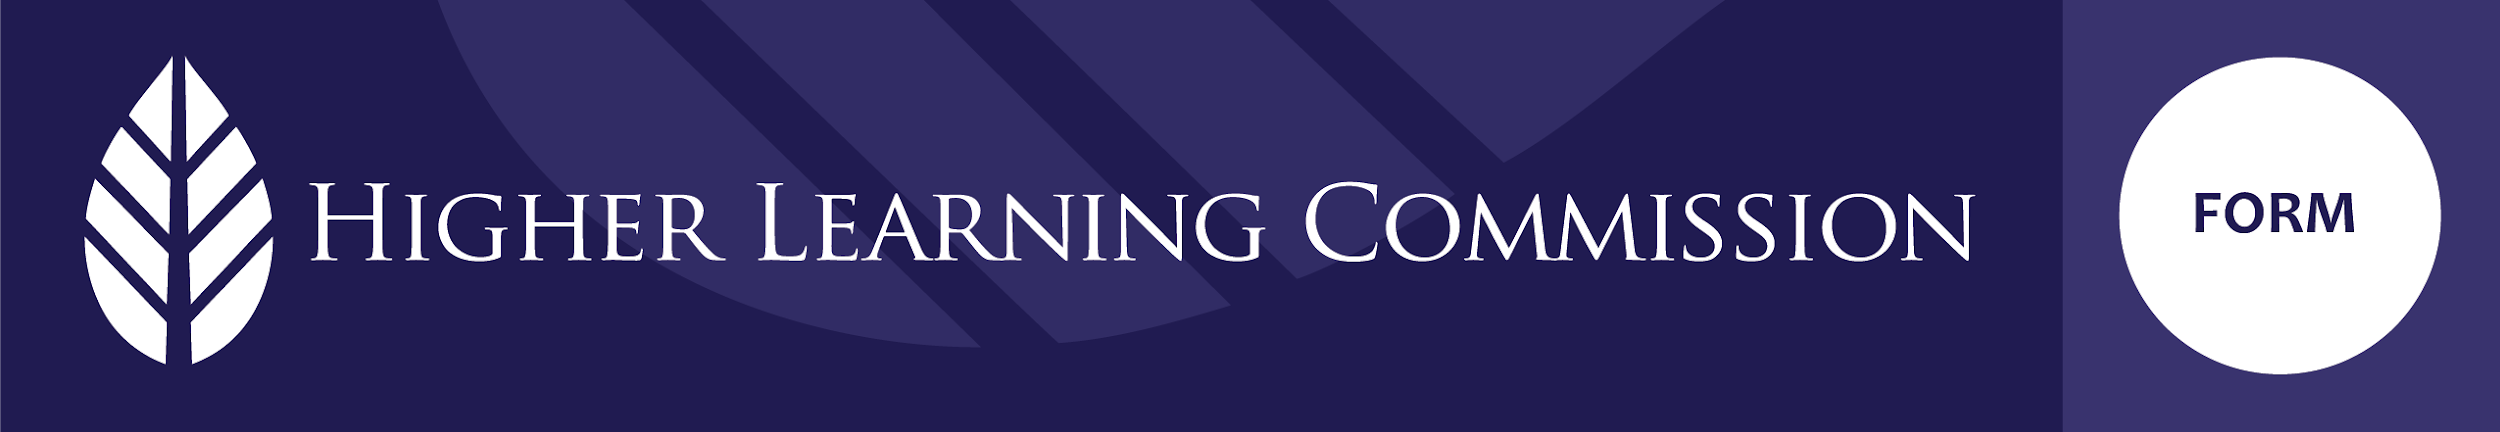 HIGHER LEARNING COMMISSION
FORM